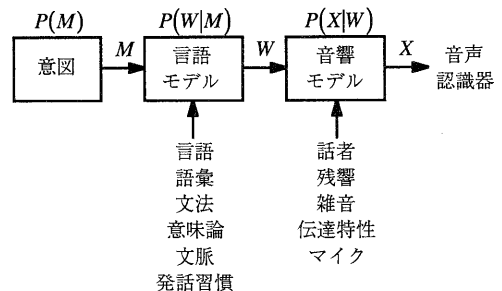 P(M) P(W|M) P(X|W)
意図 M 言語 W 音響 X 音声
モデル モデル 認識器
言語 話者
語彙 残響
文法 雑音
意味論 伝達特性
文脈 マイク
発話習慣